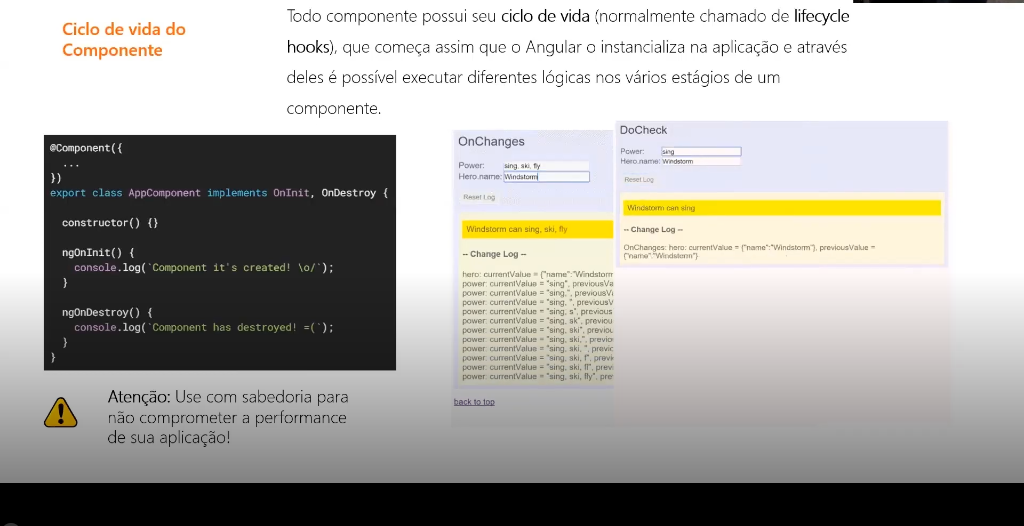 Ciclo de vida do
Componente
Todo componente possui seu ciclo de vida (normalmente chamado de lifecycle
hooks), que começa assim que o Angular o instancializa na aplicação e através
deles é possível executar diferentes lógicas nos vários estágios de um
componente.
@Component({
...
})
export class AppComponent implements OnInit, OnDestroy {
constructor() {}
ngOnInit() {
console.log(`Component it's created! \o/`);
}
ngOnDestroy() {
console.log(`Component has destroyed! =(`);
}
}
Atenção: Use com sabedoria para
não comprometer a performance
de sua aplicação!
OnChanges
Power: sing, ski, fly
Hero.name: Windstorm
Reset Log
Windstorm can sing, ski, fly
-- Change Log --
hero: currentValue = {"name":"Windstorm
power: currentValue = "sing", previousVa
power: currentValue = "sing,", previousV
power: currentValue = "sing, ", previousV
power: currentValue = "sing, s", previous
power: currentValue = "sing, sk", previou
power: currentValue = "sing, ski", previou
power: currentValue = "sing, ski,", previo
power: currentValue = "sing, ski, ", previo
power: currentValue = "sing, ski, f", previ
power: currentValue = "sing, ski, fl", previ
power: currentValue = "sing, ski, fly", pre
back to top
DoCheck
Power: sing
Hero.name: Windstorm
Reset Log
Windstorm can sing
-- Change Log --
OnChanges: hero: currentValue = {"name":"Windstorm"}, previousValue =
{"name":"Windstorm"}